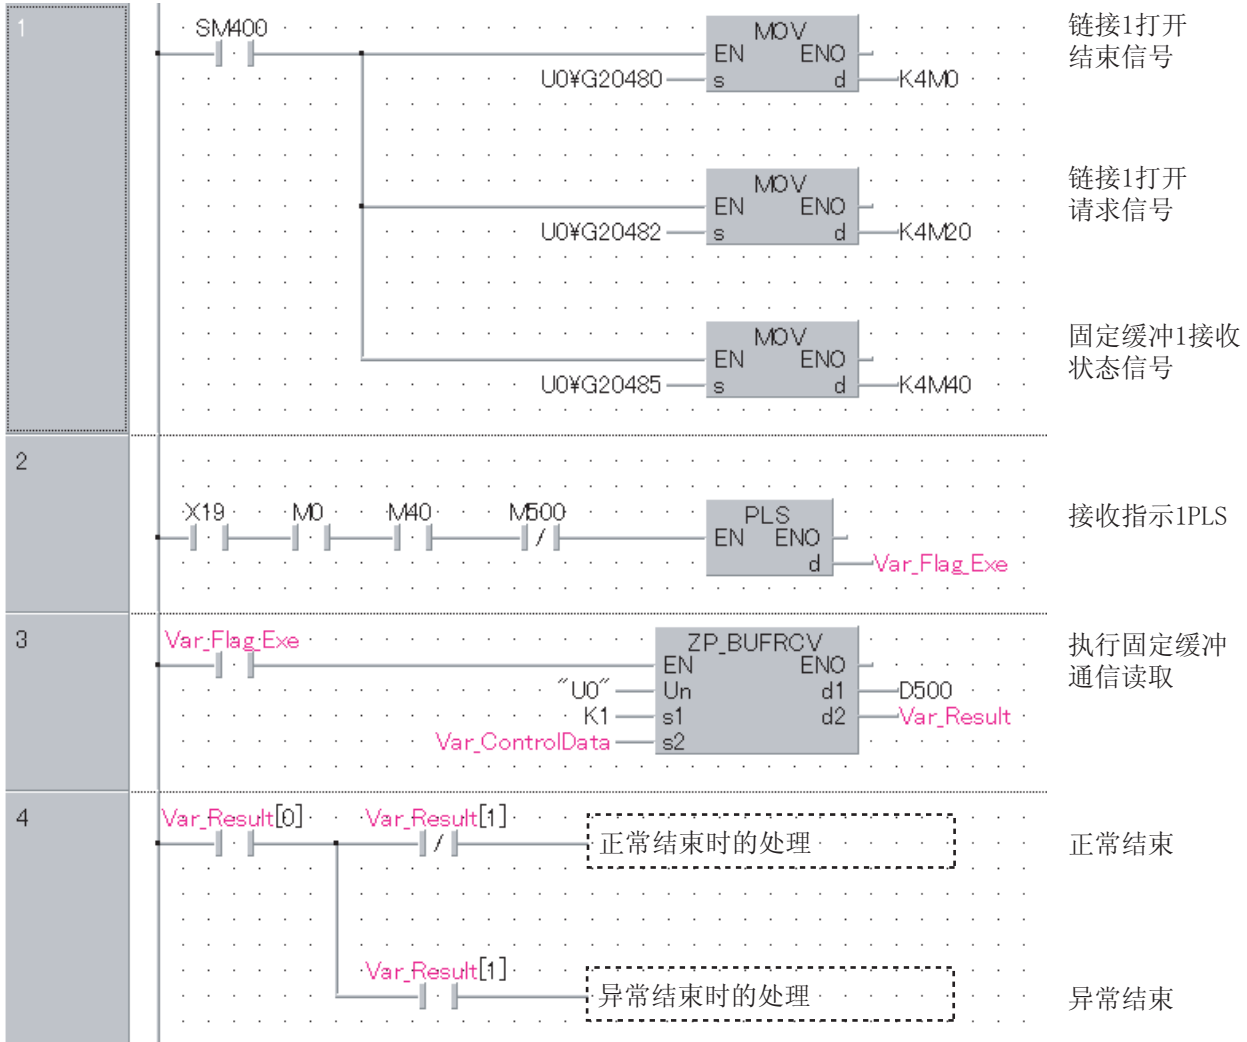 1
SM400
MOV
EN ENO
U0¥G20480 s d K4M0
链接1打开
结束信号
MOV
EN ENO
U0¥G20482 s d K4M20
链接1打开
请求信号
MOV
EN ENO
U0¥G20485 s d K4M40
固定缓冲1接收
状态信号
2
X19 M0 M40 M500
PLS
EN ENO
d Var_Flag_Exe
接收指示1PLS
3
Var_Flag_Exe
ZP_BUFRCV
EN ENO
"U0" Un d1 D500
K1 s1 d2 Var_Result
Var_ControlData s2
执行固定缓冲
通信读取
4
Var_Result[0] Var_Result[1]
正常结束时的处理
正常结束
Var_Result[1]
异常结束时的处理
异常结束